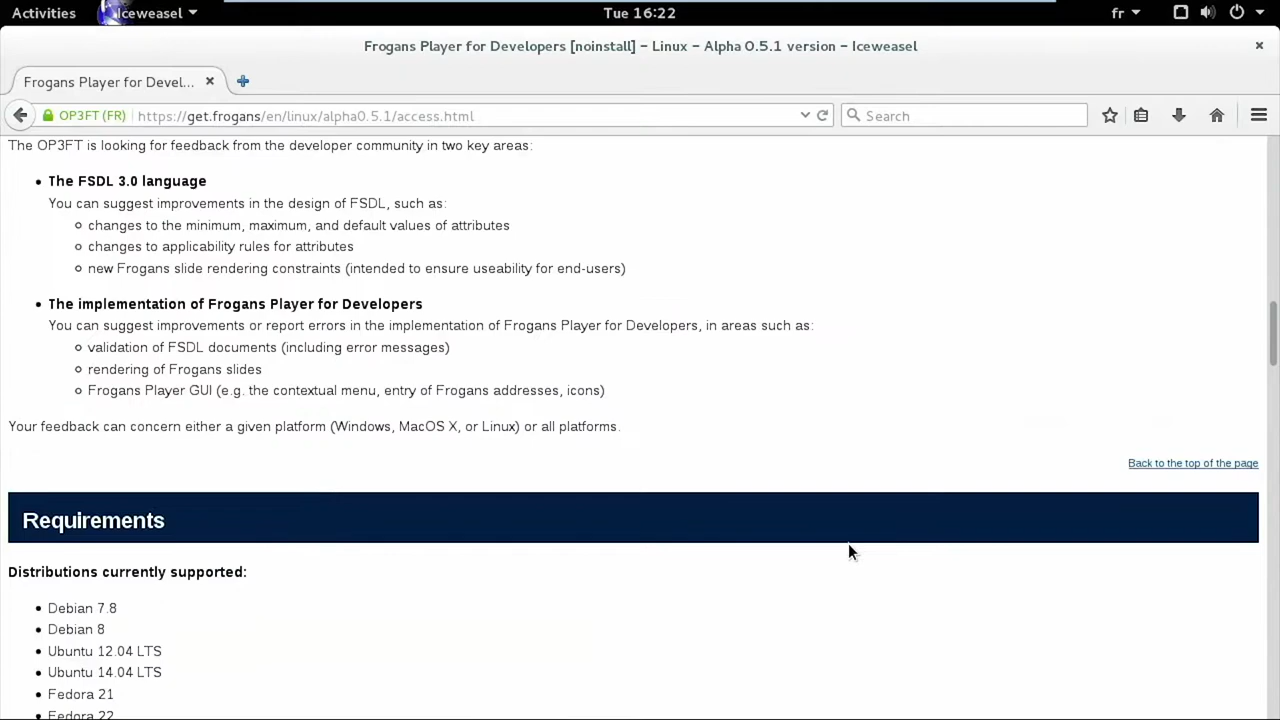 Activities Iceweasel Tue 16:22 fr
Frogans Player for Developers [noinstall] – Linux – Alpha 0.5.1 version – Iceweasel
Frogans Player for Devel...
OP3FT (FR) https://get.frogans/en/linux/alpha0.5.1/access.html Search
The OP3FT is looking for feedback from the developer community in two key areas:
• The FSDL 3.0 language
You can suggest improvements in the design of FSDL, such as:
changes to the minimum, maximum, and default values of attributes
changes to applicability rules for attributes
new Frogans slide rendering constraints (intended to ensure useability for end-users)
• The implementation of Frogans Player for Developers
You can suggest improvements or report errors in the implementation of Frogans Player for Developers, in areas such as:
validation of FSDL documents (including error messages)
rendering of Frogans slides
Frogans Player GUI (e.g. the contextual menu, entry of Frogans addresses, icons)
Your feedback can concern either a given platform (Windows, MacOS X, or Linux) or all platforms.
Back to the top of the page
Requirements
Distributions currently supported:
• Debian 7.8
• Debian 8
• Ubuntu 12.04 LTS
• Ubuntu 14.04 LTS
• Fedora 21
• Fedora 22